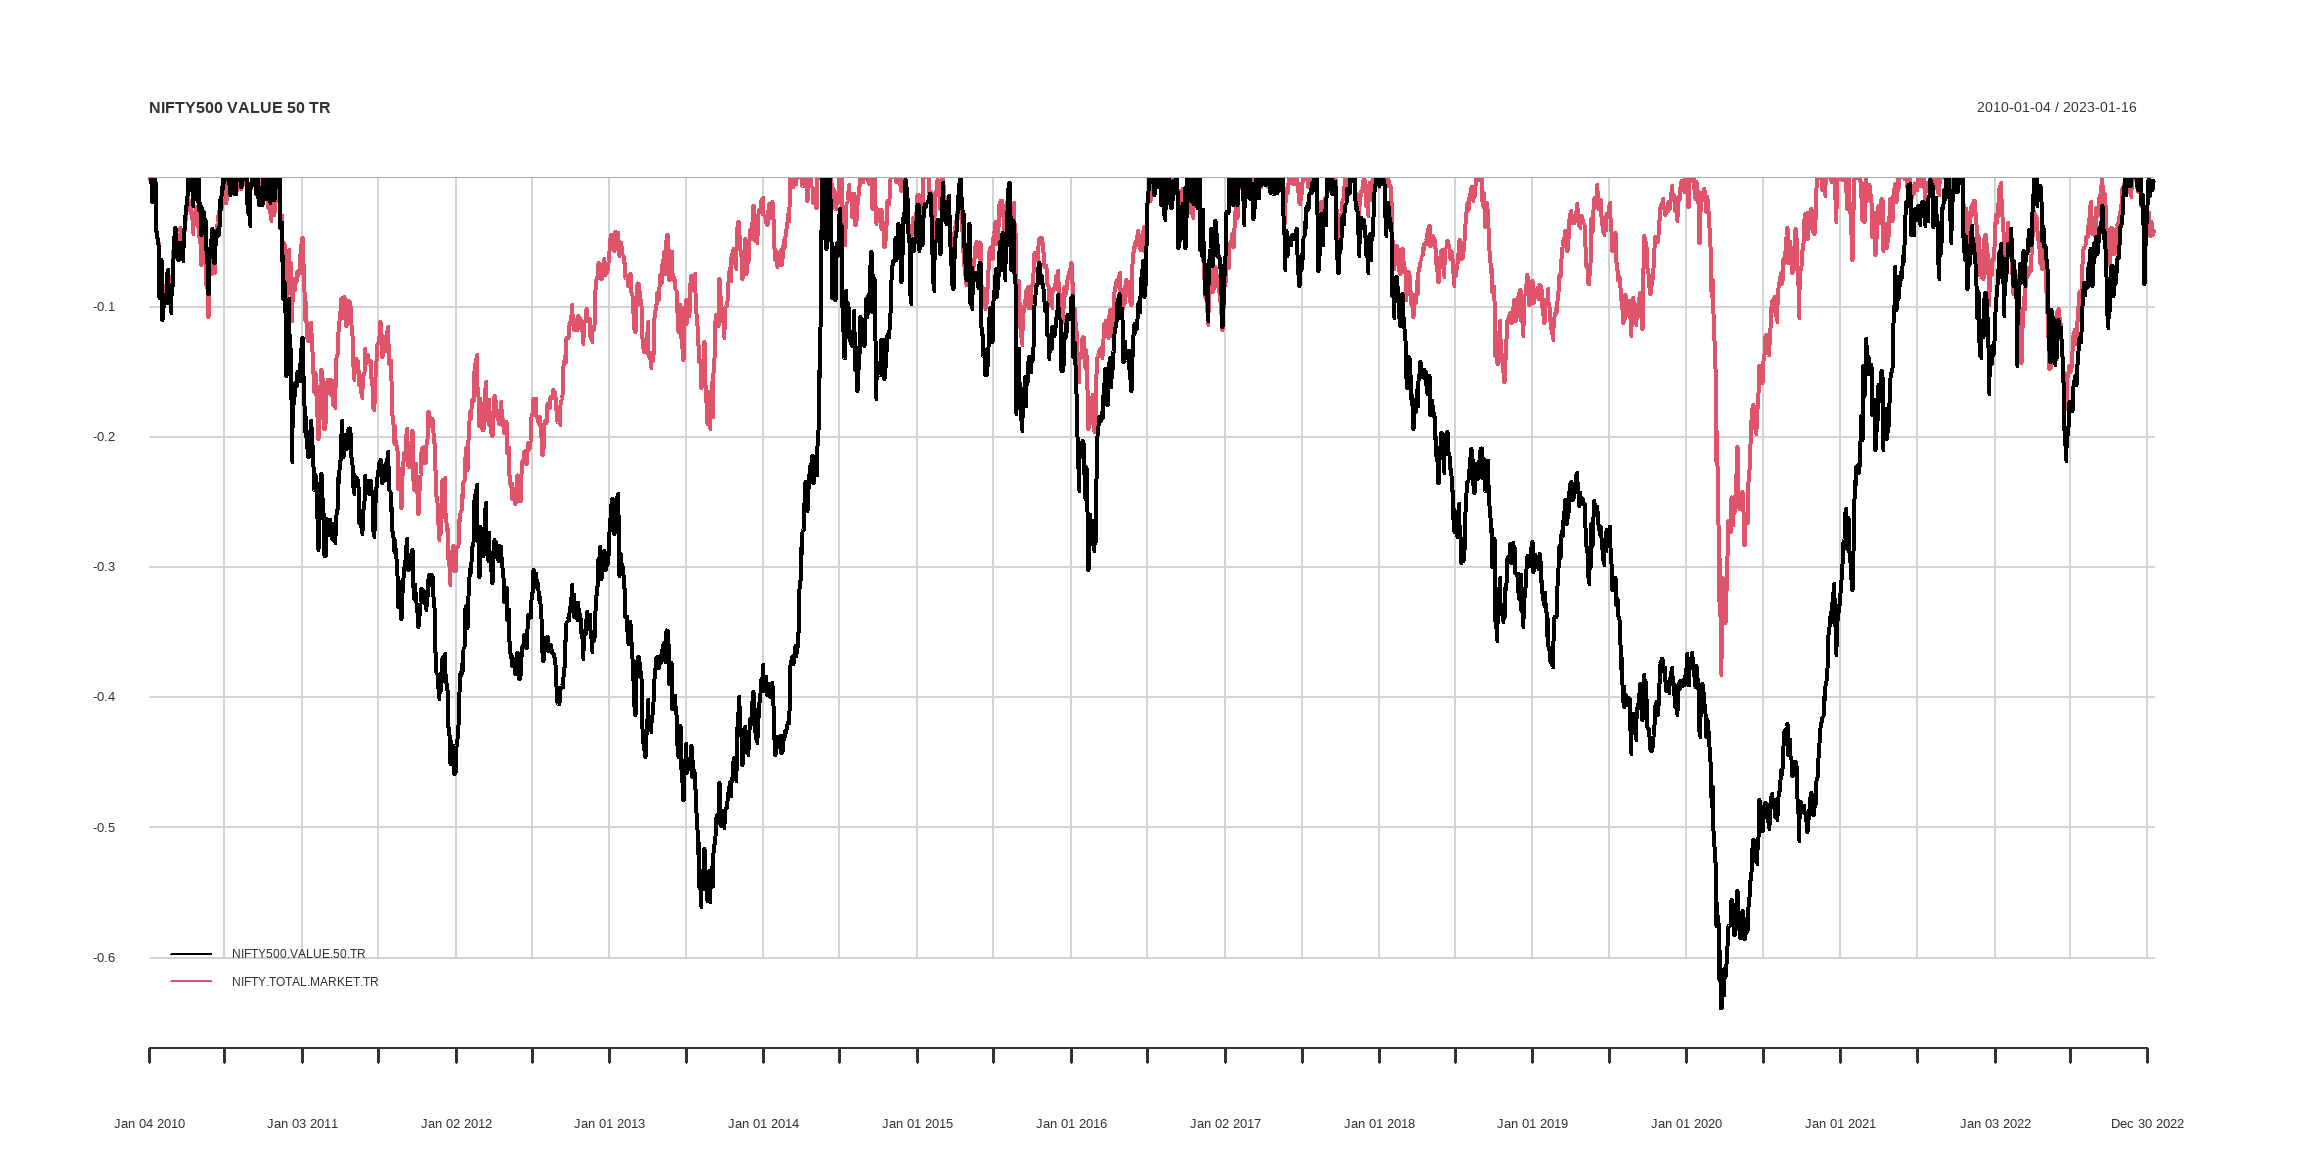 NIFTY500 VALUE 50 TR
2010-01-04 / 2023-01-16
-0.1
-0.2
-0.3
-0.4
-0.5
-0.6
NIFTY500.VALUE.50.TR
NIFTY.TOTAL.MARKET.TR
Jan 04 2010
Jan 03 2011
Jan 02 2012
Jan 01 2013
Jan 01 2014
Jan 01 2015
Jan 01 2016
Jan 02 2017
Jan 01 2018
Jan 01 2019
Jan 01 2020
Jan 01 2021
Jan 03 2022
Dec 30 2022